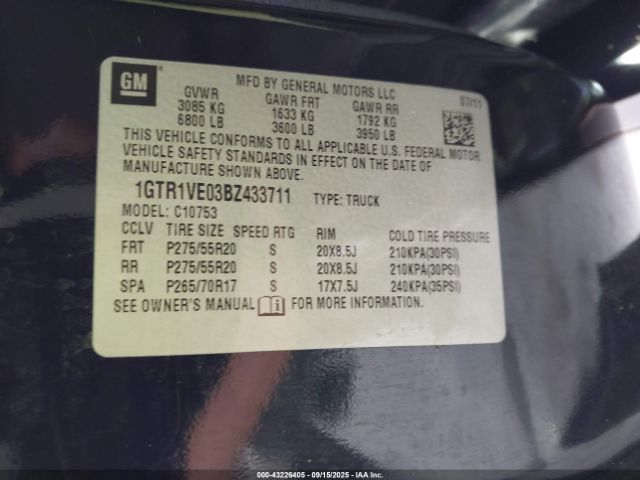 GM
MFD BY GENERAL MOTORS LLC
GVWR GAWR FRT GAWR RR 07/11
3085 KG 1633 KG 1792 KG
6800 LB 3600 LB 3950 LB
THIS VEHICLE CONFORMS TO ALL APPLICABLE U.S. FEDERAL MOTOR
VEHICLE SAFETY STANDARDS IN EFFECT ON THE DATE OF
MANUFACTURE SHOWN ABOVE.
1GTR1VE03BZ433711 TYPE: TRUCK
MODEL: C10753
CCLV TIRE SIZE SPEED RTG RIM COLD TIRE PRESSURE
FRT P275/55R20 S 20X8.5J 210KPA(30PSI)
RR P275/55R20 S 20X8.5J 210KPA(30PSI)
SPA P265/70R17 S 17X7.5J 240KPA(35PSI)
SEE OWNER'S MANUAL FOR MORE INFORMATION.
000-43226405 - 09/15/2025 - COPYRIGHT IAA, LLC.